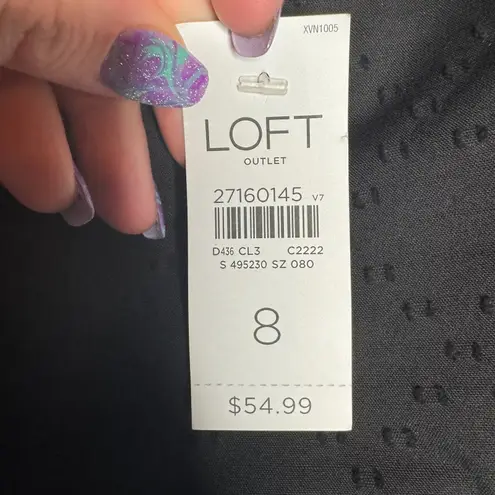 XVN1005
LOFT
OUTLET
27160145 V7
D436 CL3 C2222
S 495230 SZ 080
8
$54.99